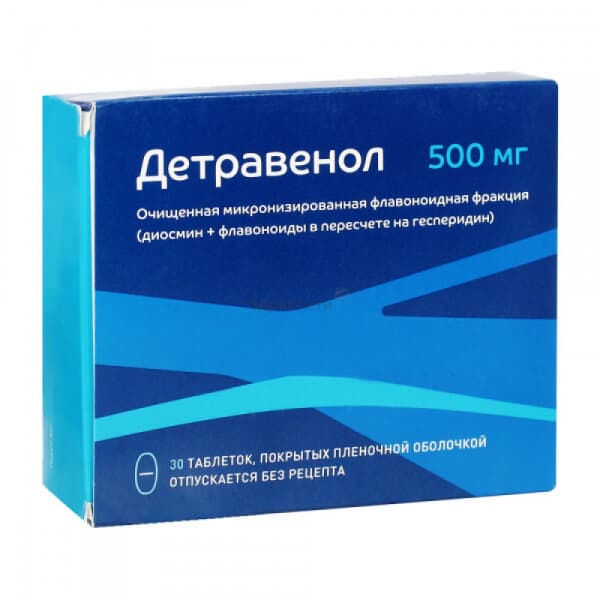 Детравенол 500 мг
Очищенная микронизированная флавоноидная фракция
(диосмин + флавоноиды в пересчете на гесперидин)
30 ТАБЛЕТОК, ПОКРЫТЫХ ПЛЕНОЧНОЙ ОБОЛОЧКОЙ
ОТПУСКАЕТСЯ БЕЗ РЕЦЕПТА